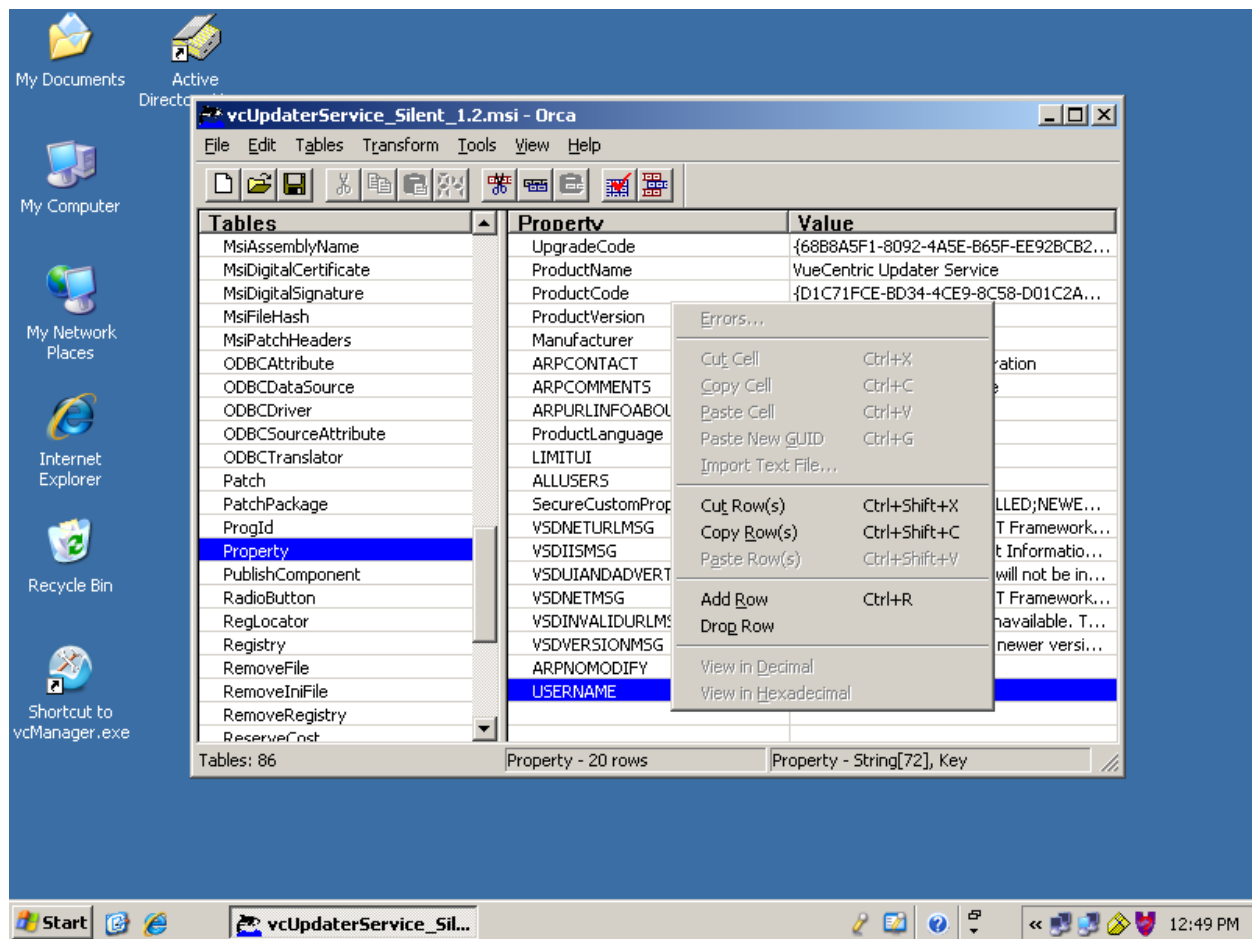 My Documents
Active
Directo
My Computer
My Network
Places
Internet
Explorer
Recycle Bin
Shortcut to
vcManager.exe
vcUpdaterService_Silent_1.2.msi - Orca
File Edit Tables Transform Tools View Help
Tables
MsiAssemblyName
MsiDigitalCertificate
MsiDigitalSignature
MsiFileHash
MsiPatchHeaders
ODBCAttribute
ODBCDataSource
ODBCDriver
ODBCSourceAttribute
ODBCTranslator
Patch
PatchPackage
ProgId
Property
PublishComponent
RadioButton
RegLocator
Registry
RemoveFile
RemoveIniFile
RemoveRegistry
ReserveCost
Property Value
UpgradeCode {68B8A5F1-8092-4A5E-B65F-EE92BCB2...
ProductName VueCentric Updater Service
ProductCode {D1C71FCE-BD34-4CE9-8C58-D01C2A...
ProductVersion
Manufacturer
ARPCONTACT ration
ARPCOMMENTS
ARPURLINFOABOU
ProductLanguage
LIMITUI
ALLUSERS
SecureCustomProp LLED;NEWE...
VSDNETURLMSG T Framework...
VSDIISMSG t Informatio...
VSDUIANDADVERT will not be in...
VSDNETMSG T Framework...
VSDINVALIDURLMS navailable. T...
VSDVERSIONMSG newer versi...
ARPNOMODIFY
USERNAME
Errors...
Cut Cell Ctrl+X
Copy Cell Ctrl+C
Paste Cell Ctrl+V
Paste New GUID Ctrl+G
Import Text File...
Cut Row(s) Ctrl+Shift+X
Copy Row(s) Ctrl+Shift+C
Paste Row(s) Ctrl+Shift+V
Add Row Ctrl+R
Drop Row
View in Decimal
View in Hexadecimal
Tables: 86
Property - 20 rows
Property - String[72], Key
Start
vcUpdaterService_Sil...
12:49 PM